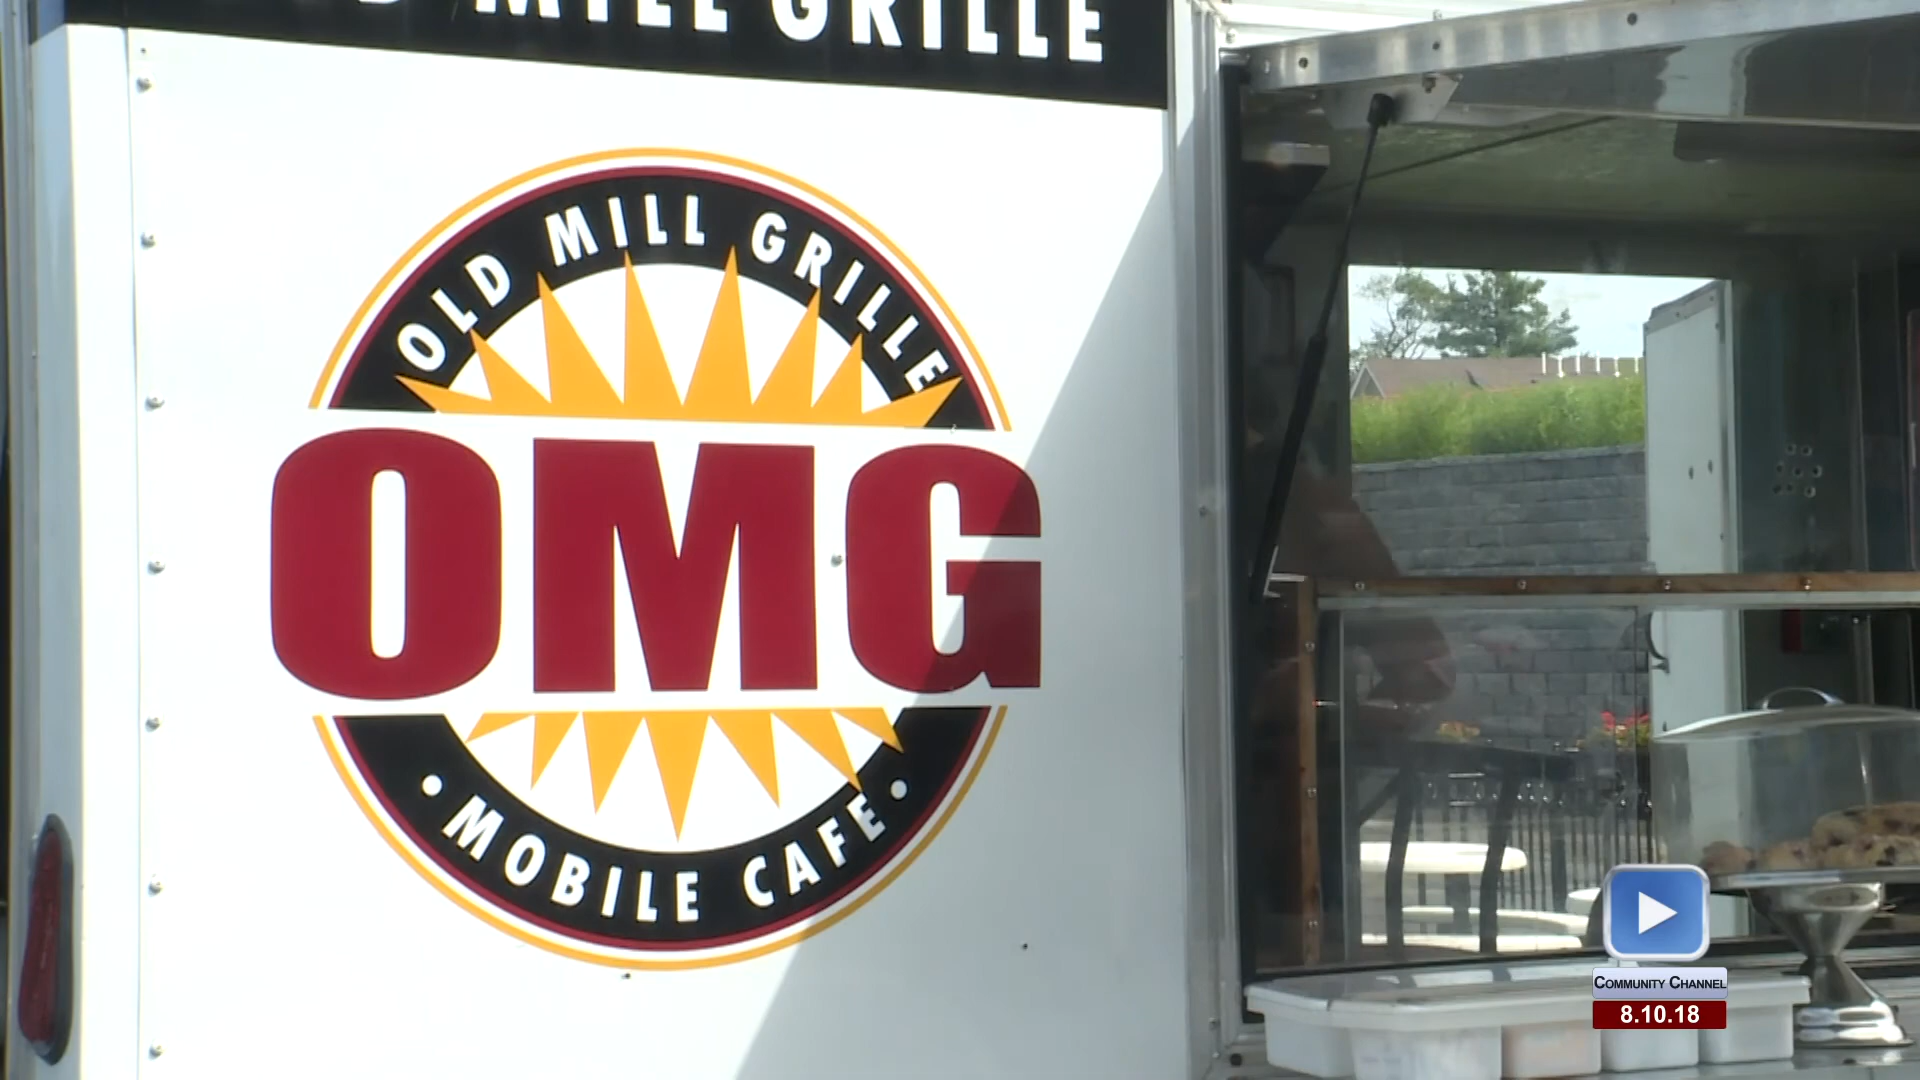 MILL GRILLE
OLD MILL GRILLE
OMG
• MOBILE CAFE •
COMMUNITY CHANNEL
8.10.18